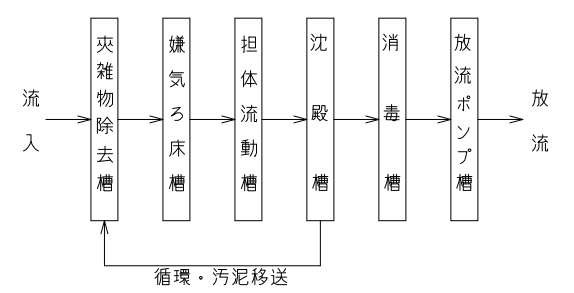 流入
夾雑物除去槽
嫌気ろ床槽
担体流動槽
沈殿槽
消毒槽
放流ポンプ槽
放流
循環・汚泥移送